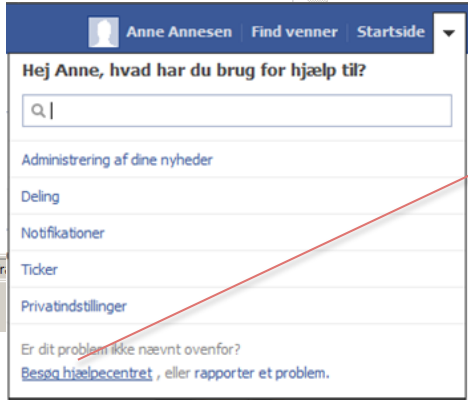 Anne Annesen Find venner Startside
Hej Anne, hvad har du brug for hjælp til?
Administrering af dine nyheder
Deling
Notifikationer
Ticker
Privatindstillinger
Er dit problem ikke nævnt ovenfor?
Besøg hjælpecentret , eller rapporter et problem.